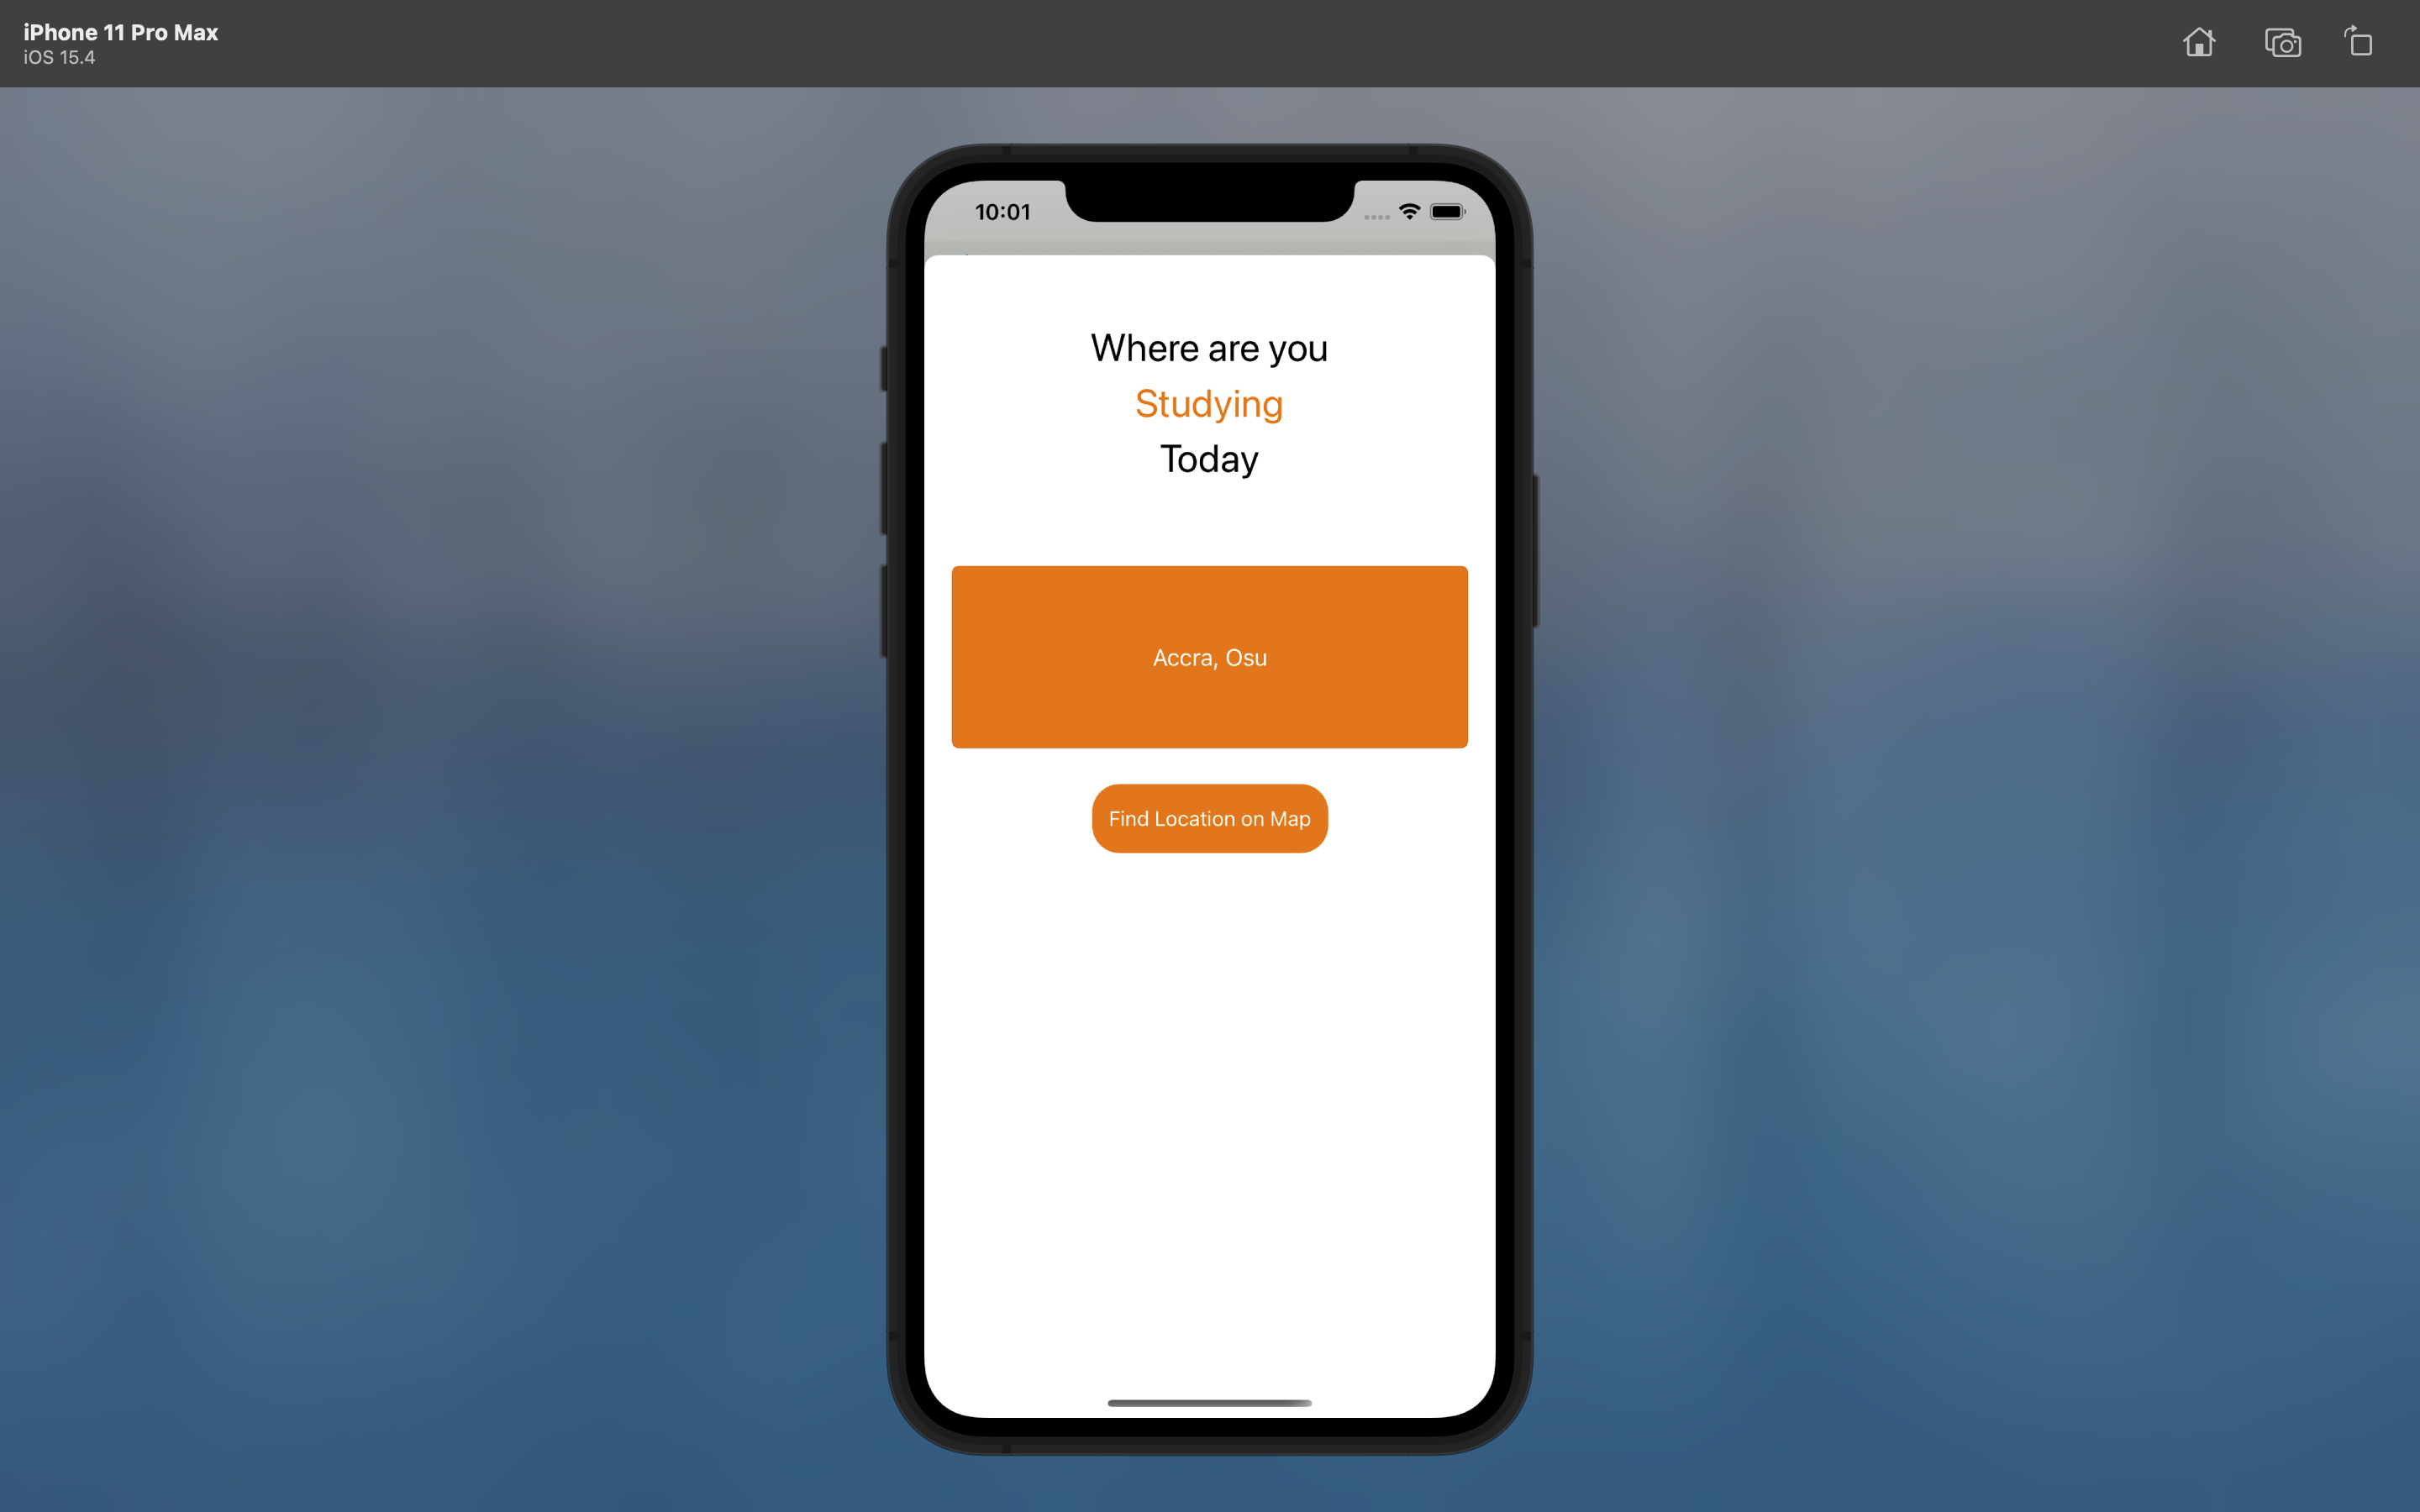 iPhone 11 Pro Max
iOS 15.4
10:01
Where are you
Studying
Today
Accra, Osu
Find Location on Map